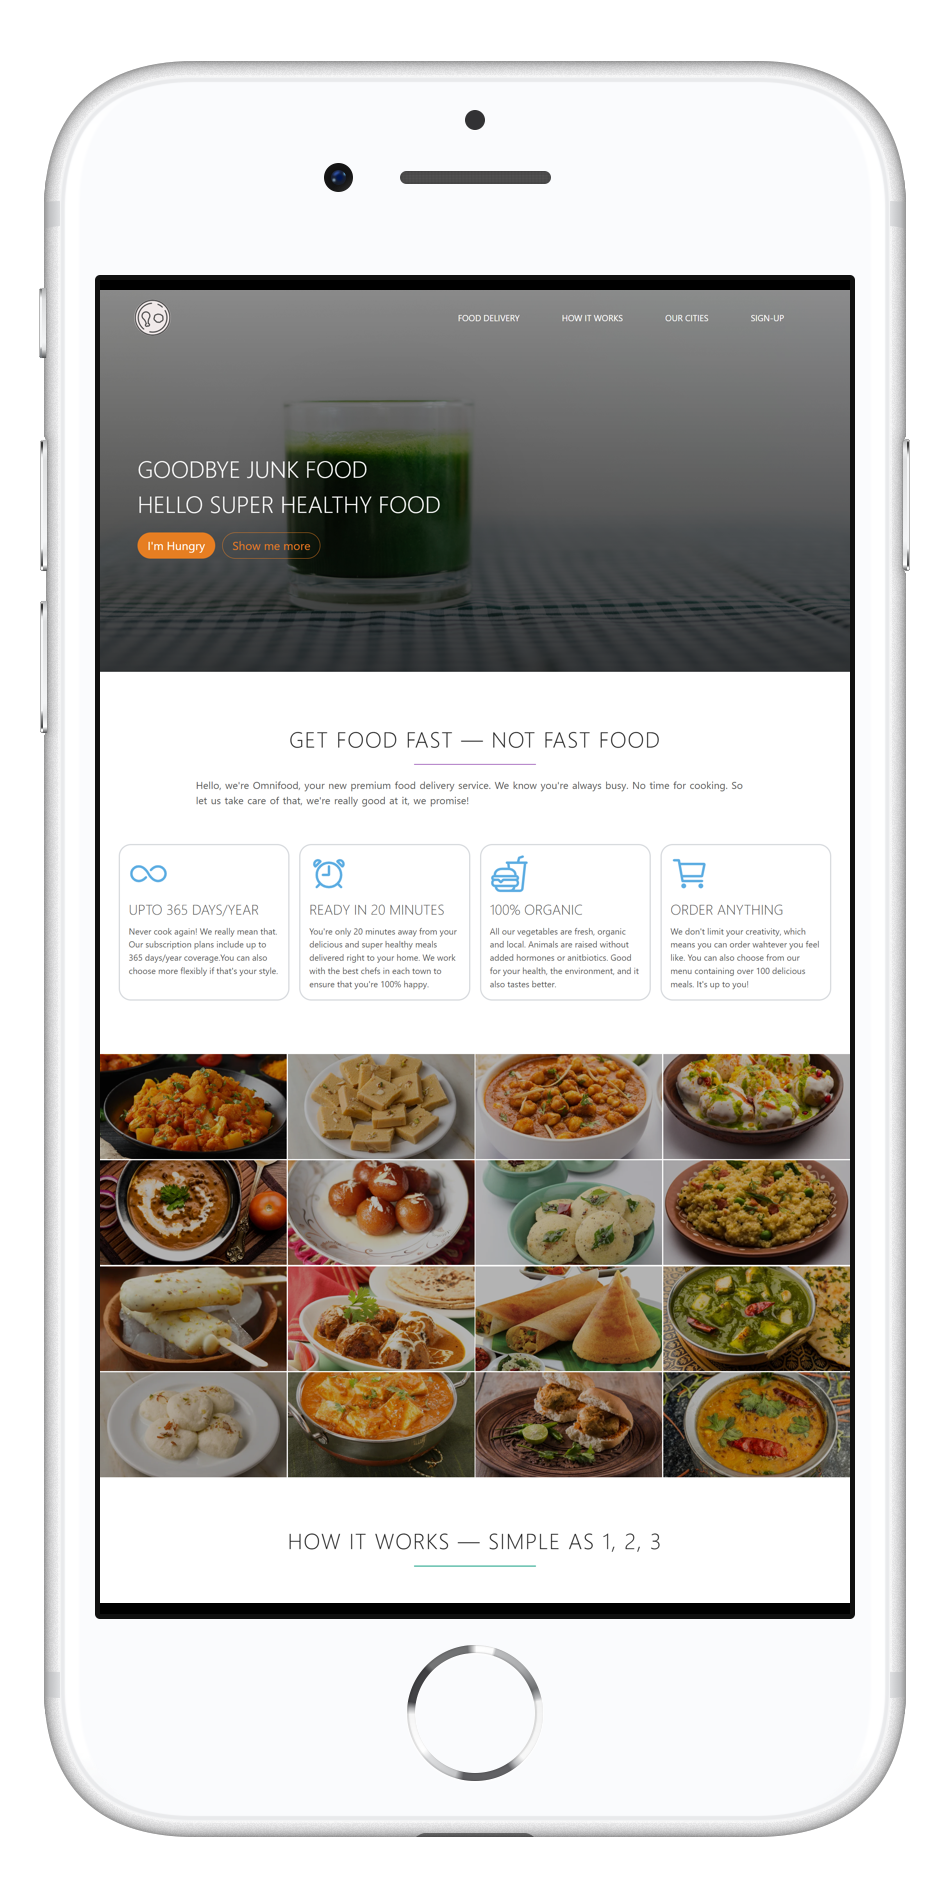 FOOD DELIVERY HOW IT WORKS OUR CITIES SIGN-UP
GOODBYE JUNK FOOD
HELLO SUPER HEALTHY FOOD
I'm Hungry Show me more
GET FOOD FAST — NOT FAST FOOD
Hello, we're Omnifood, your new premium food delivery service. We know you're always busy. No time for cooking. So
let us take care of that, we're really good at it, we promise!
UPTO 365 DAYS/YEAR
Never cook again! We really mean that.
Our subscription plans include up to
365 days/year coverage.You can also
choose more flexibly if that's your style.
READY IN 20 MINUTES
You're only 20 minutes away from your
delicious and super healthy meals
delivered right to your home. We work
with the best chefs in each town to
ensure that you're 100% happy.
100% ORGANIC
All our vegetables are fresh, organic
and local. Animals are raised without
added hormones or anitbiotics. Good
for your health, the environment, and it
also tastes better.
ORDER ANYTHING
We don't limit your creativity, which
means you can order wahtever you feel
like. You can also choose from our
menu containing over 100 delicious
meals. It's up to you!
HOW IT WORKS — SIMPLE AS 1, 2, 3